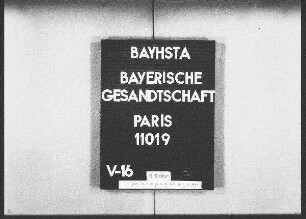 BAYHSTA
BAYERISCHE
GESANDTSCHAFT
PARIS
11019
V-16